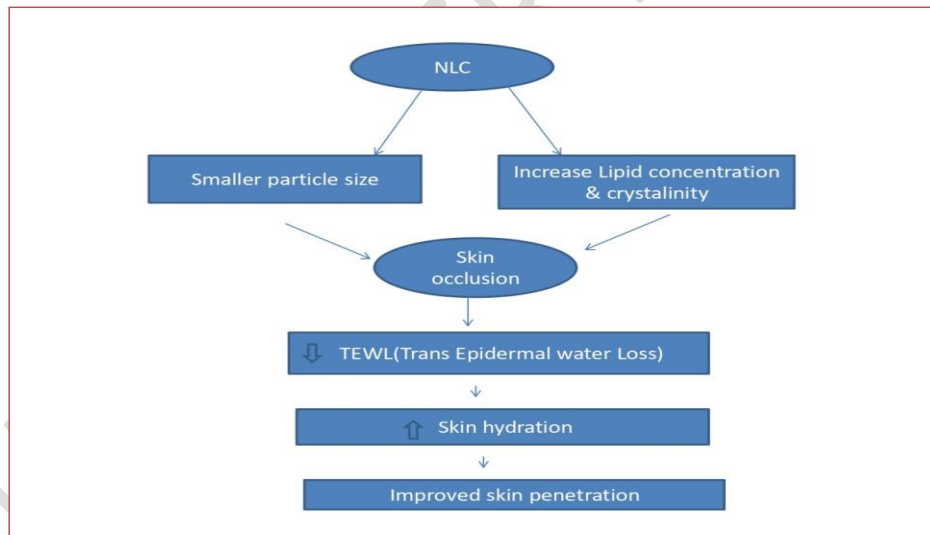 NLC
Smaller particle size
Increase Lipid concentration
& crystalinity
Skin
occlusion
TEWL(Trans Epidermal water Loss)
Skin hydration
Improved skin penetration